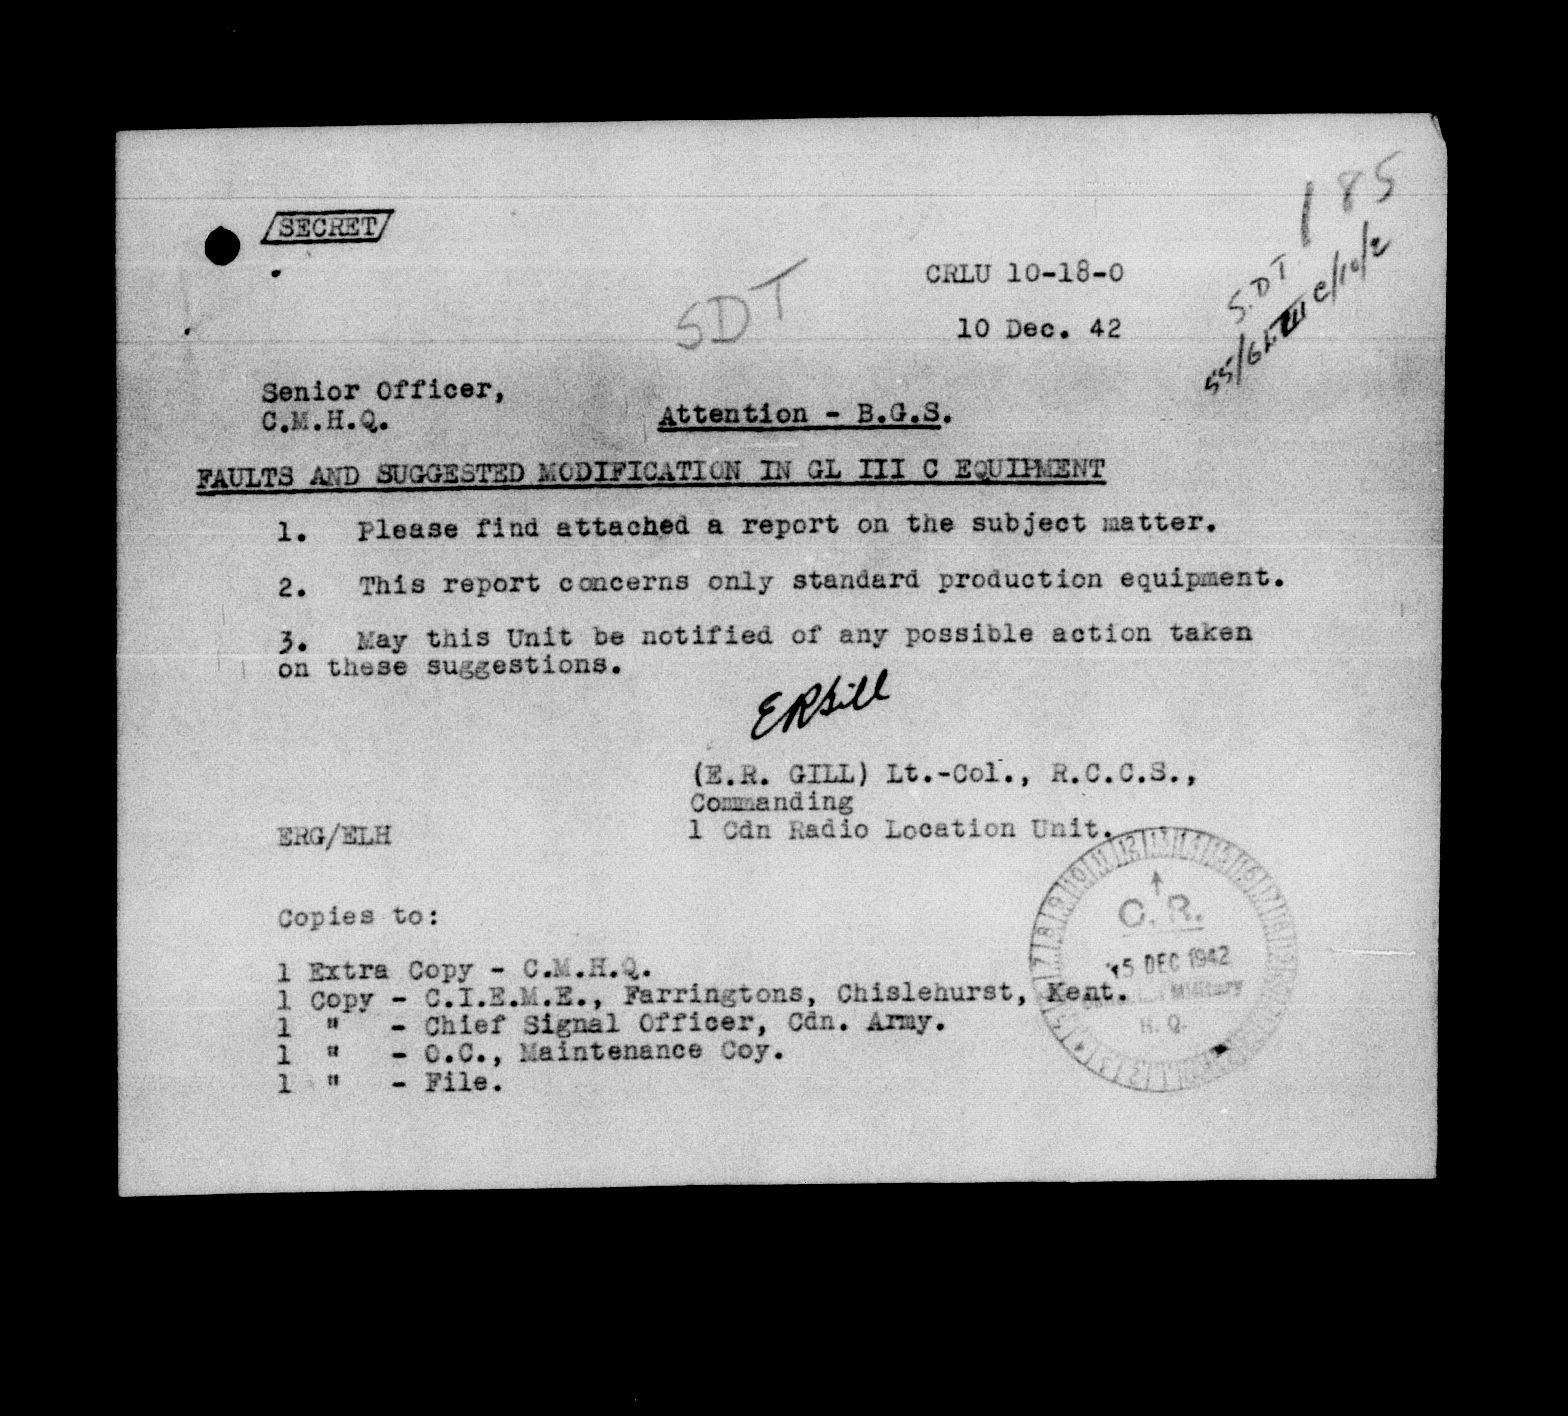 185
SECRET
CRLU 10-18-0
SDT
S.DT
10 Dec. 42
Senior Officer,
C.M.H.Q.
Attention - B.G.S.
FAULTS AND SUGGESTED MODIFICATION IN GL III C EQUIPMENT
1. Please find attached a report on the subject matter.
2. This report concerns only standard production equipment.
3. May this Unit be notified of any possible action taken
on these suggestions.
ERGill
(E.R. GILL) Lt.-Col., R.C.C.S.,
Commanding
1 Cdn Radio Location Unit.
ERG/ELH
Copies to:
1 Extra Copy - C.M.H.Q.
1 Copy - C.I.E.M.E., Farringtons, Chislehurst, Kent.
1 " - Chief Signal Officer, Cdn. Army.
1 " - O.C., Maintenance Coy.
1 " - File.
C. R.
15 DEC 1942
Military
H. Q.